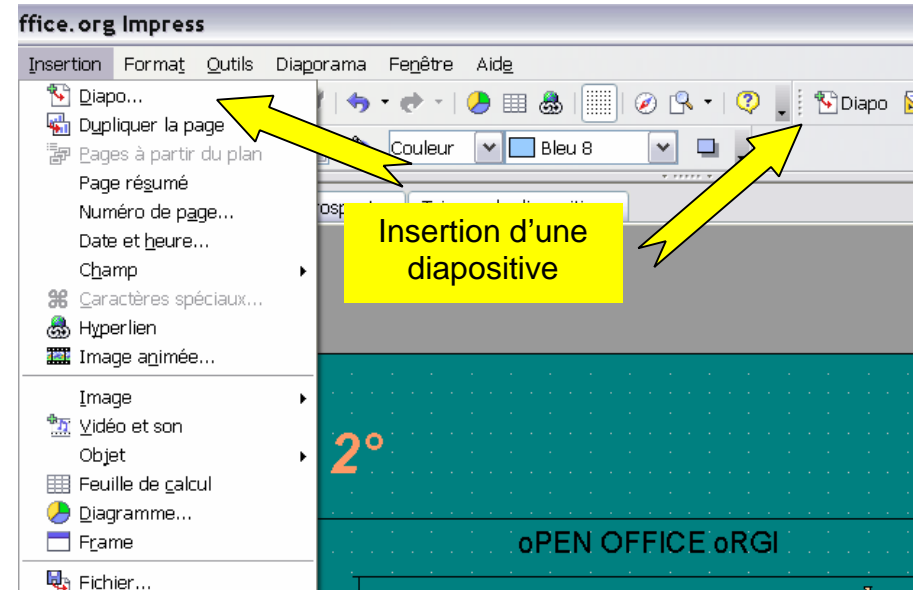 ffice.org Impress
Insertion Format Outils Diaporama Fenêtre Aide
Diapo...
Diapo
Dupliquer la page
Couleur Bleu 8
Pages à partir du plan
Page résumé
Numéro de page...
Date et heure...
Champ
Caractères spéciaux...
Hyperlien
Image animée...
Insertion d’une
diapositive
Image
Vidéo et son
Objet
Feuille de calcul
Diagramme...
Frame
Fichier...
2°
oPEN OFFICE oRGI